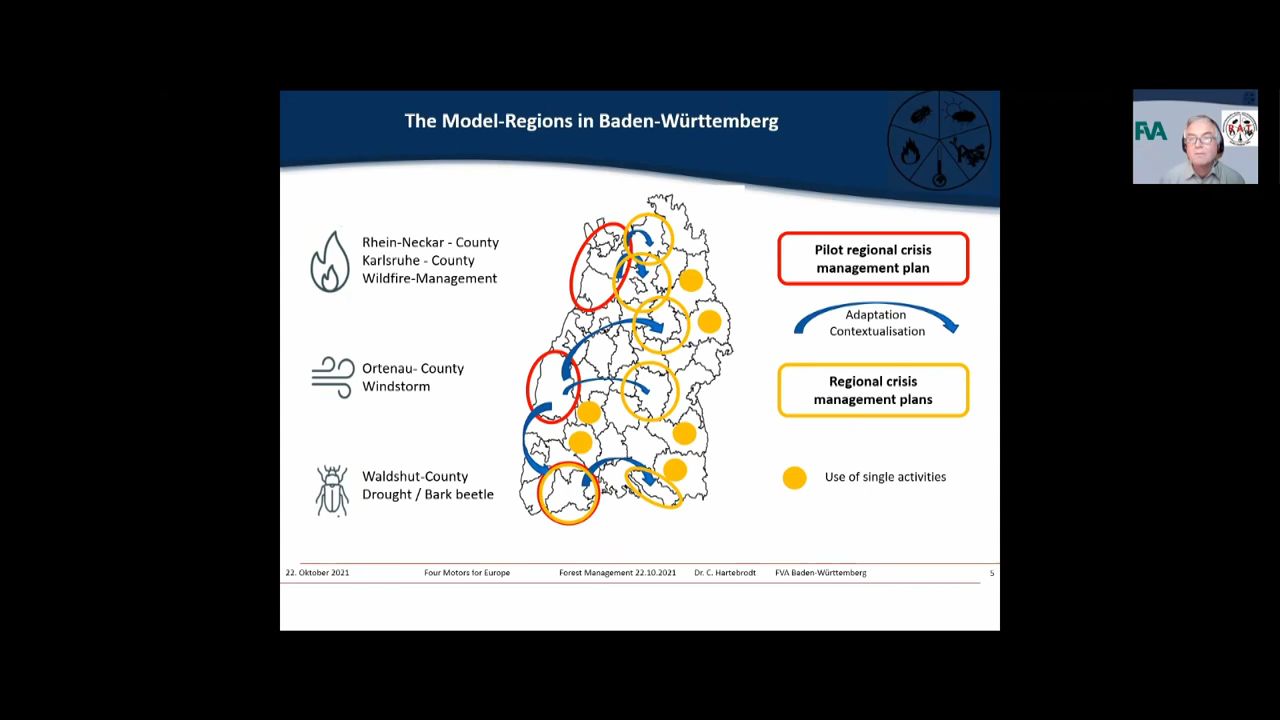 The Model-Regions in Baden-Württemberg
FVA
Rhein-Neckar - County
Karlsruhe - County
Wildfire-Management
Pilot regional crisis
management plan
Adaptation
Contextualisation
Ortenau- County
Windstorm
Regional crisis
management plans
Waldshut-County
Drought / Bark beetle
Use of single activities
22. Oktober 2021 Four Motors for Europe Forest Management 22.10.2021 Dr. C. Hartebrodt FVA Baden-Württemberg 5